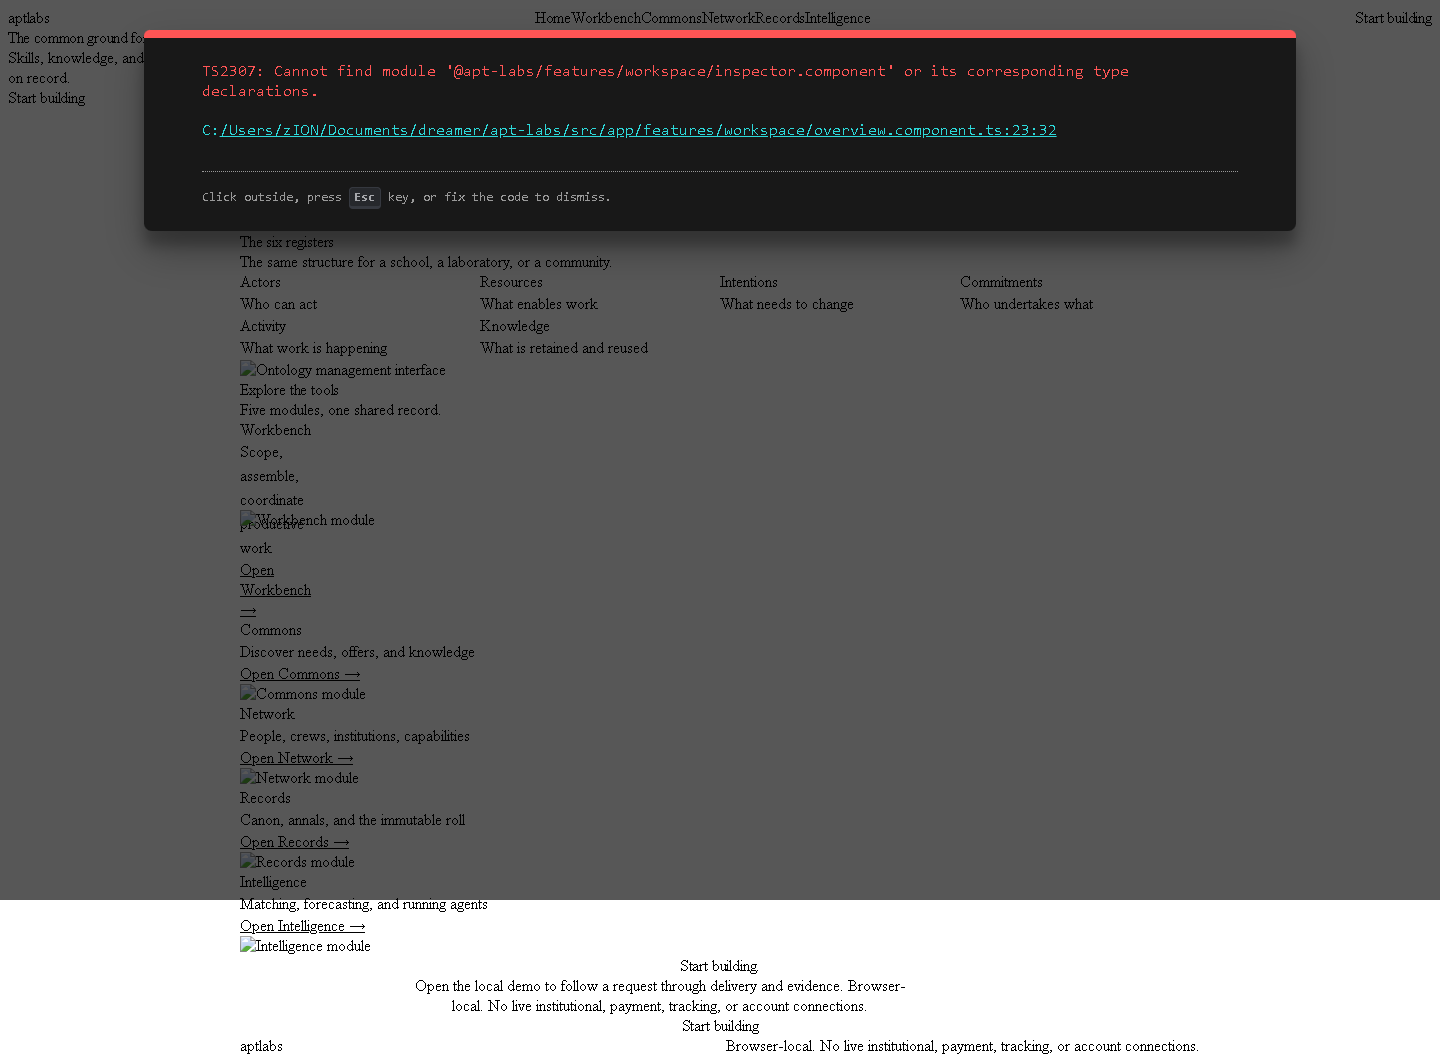 aptlabs
HomeWorkbenchCommonsNetworkRecordsIntelligence
Start building
The common ground fo
Skills, knowledge, and
on record.
Start building
TS2307: Cannot find module '@apt-labs/features/workspace/inspector.component' or its corresponding type
declarations.
C:/Users/zION/Documents/dreamer/apt-labs/src/app/features/workspace/overview.component.ts:23:32
Click outside, press Esc key, or fix the code to dismiss.
The six registers
The same structure for a school, a laboratory, or a community.
Actors Resources Intentions Commitments
Who can act What enables work What needs to change Who undertakes what
Activity Knowledge
What work is happening What is retained and reused
Ontology management interface
Explore the tools
Five modules, one shared record.
Workbench
Scope,
assemble,
coordinate
Workbench module
productive
work
Open
Workbench
→
Commons
Discover needs, offers, and knowledge
Open Commons →
Commons module
Network
People, crews, institutions, capabilities
Open Network →
Network module
Records
Canon, annals, and the immutable roll
Open Records →
Records module
Intelligence
Matching, forecasting, and running agents
Open Intelligence →
Intelligence module
Start building
Open the local demo to follow a request through delivery and evidence. Browser-
local. No live institutional, payment, tracking, or account connections.
Start building
aptlabs
Browser-local. No live institutional, payment, tracking, or account connections.